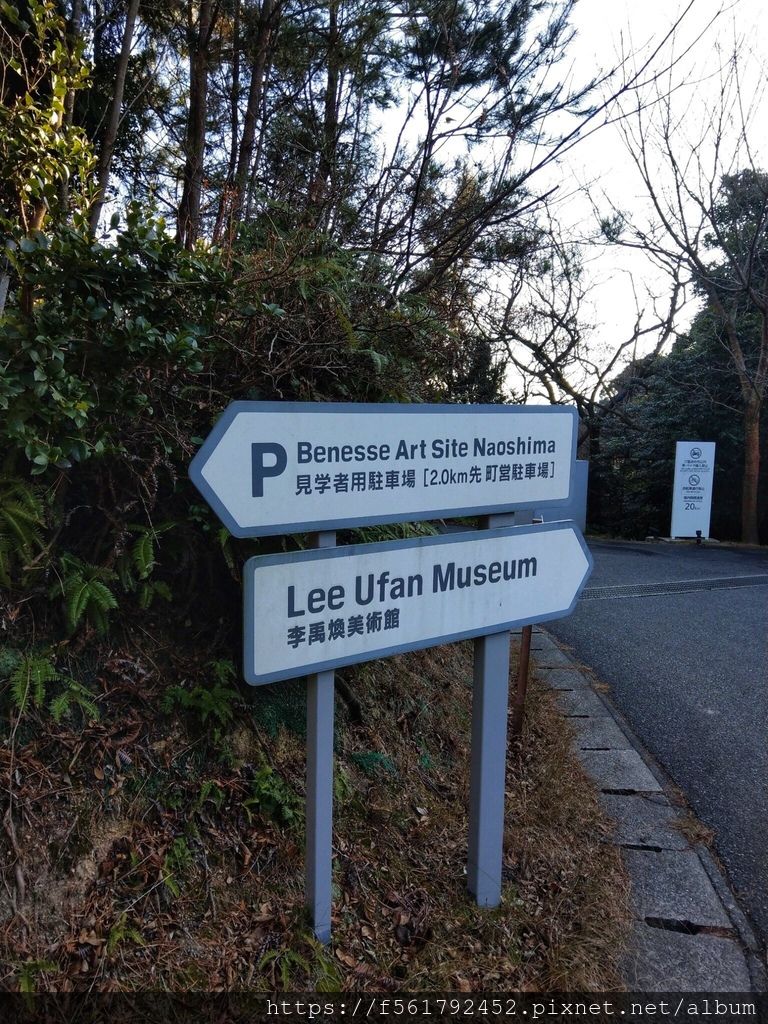 P Benesse Art Site Naoshima
見学者用駐車場 [2.0km先 町営駐車場]
Lee Ufan Museum
李禹煥美術館
20
https://f561792452.pixnet.net/album